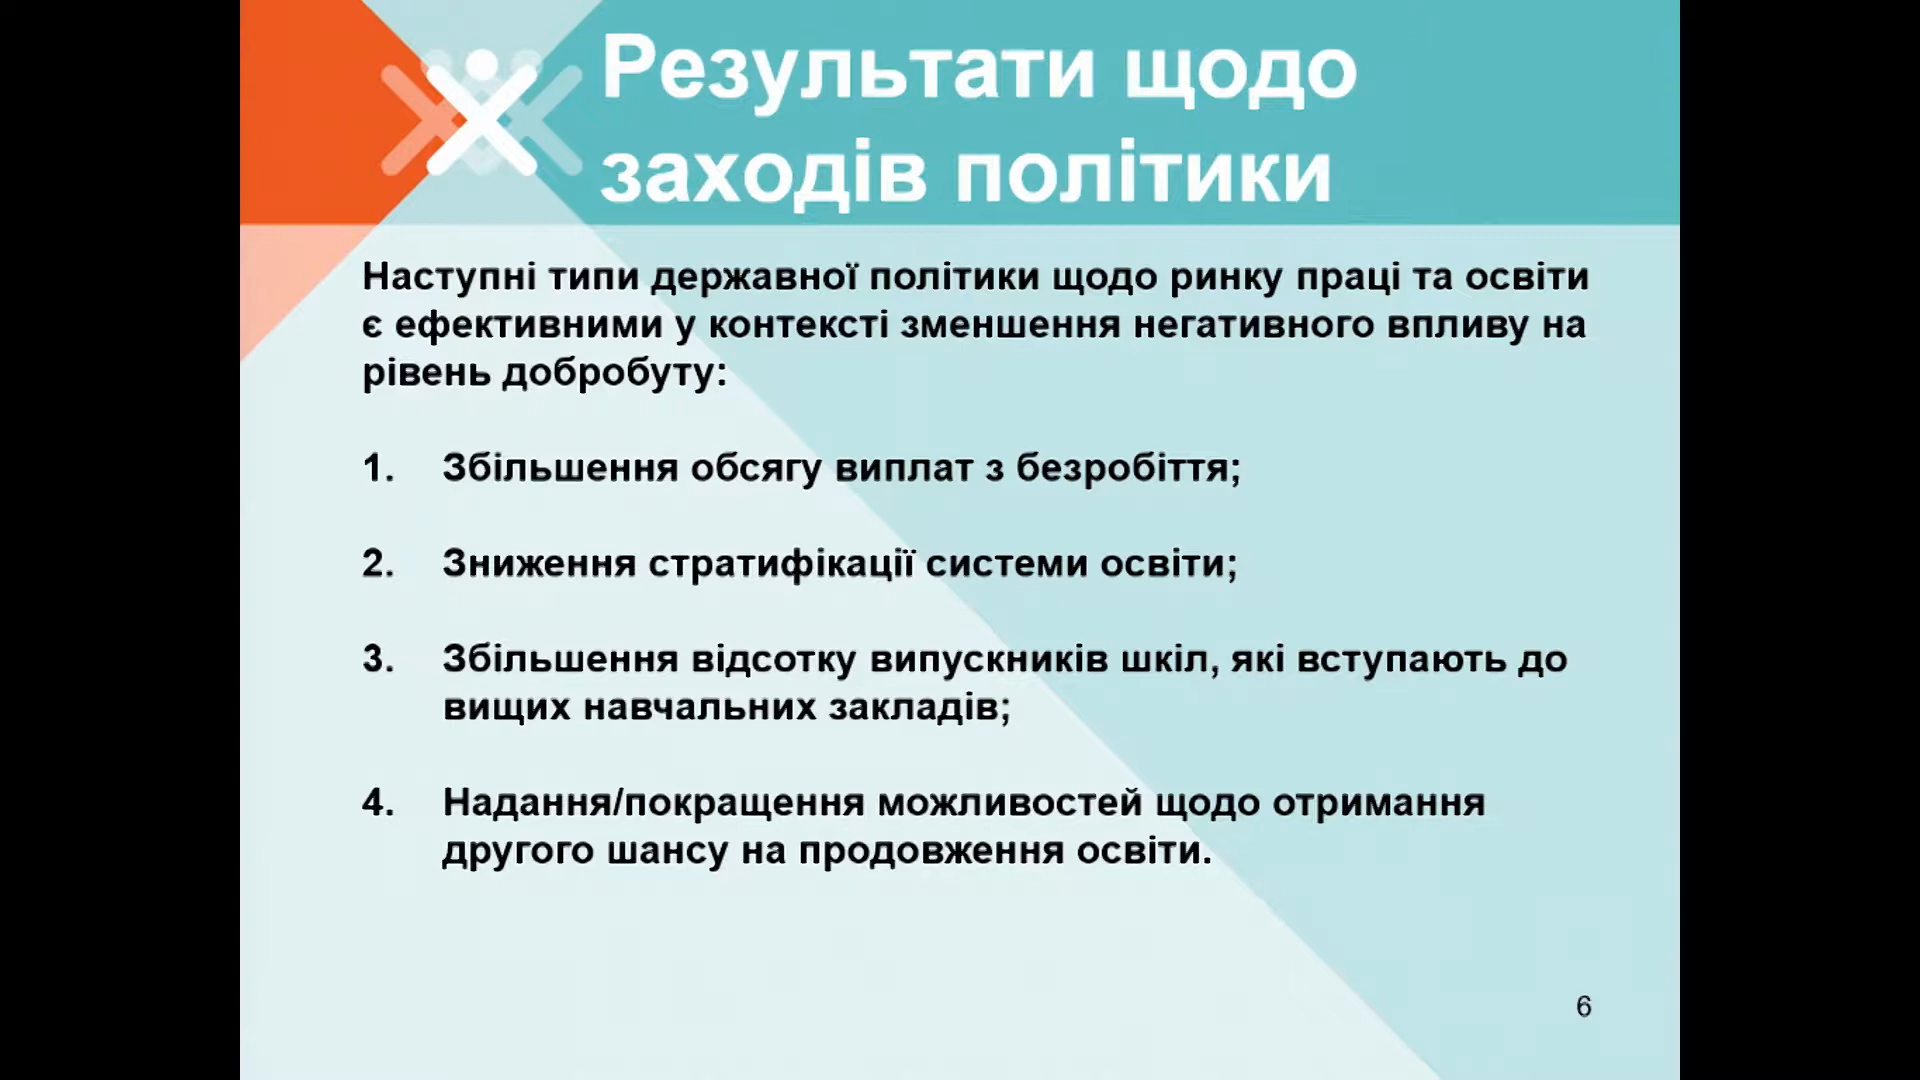 Результати щодо
заходів політики
Наступні типи державної політики щодо ринку праці та освіти
є ефективними у контексті зменшення негативного впливу на
рівень добробуту:
1. Збільшення обсягу виплат з безробіття;
2. Зниження стратифікації системи освіти;
3. Збільшення відсотку випускників шкіл, які вступають до
вищих навчальних закладів;
4. Надання/покращення можливостей щодо отримання
другого шансу на продовження освіти.
6